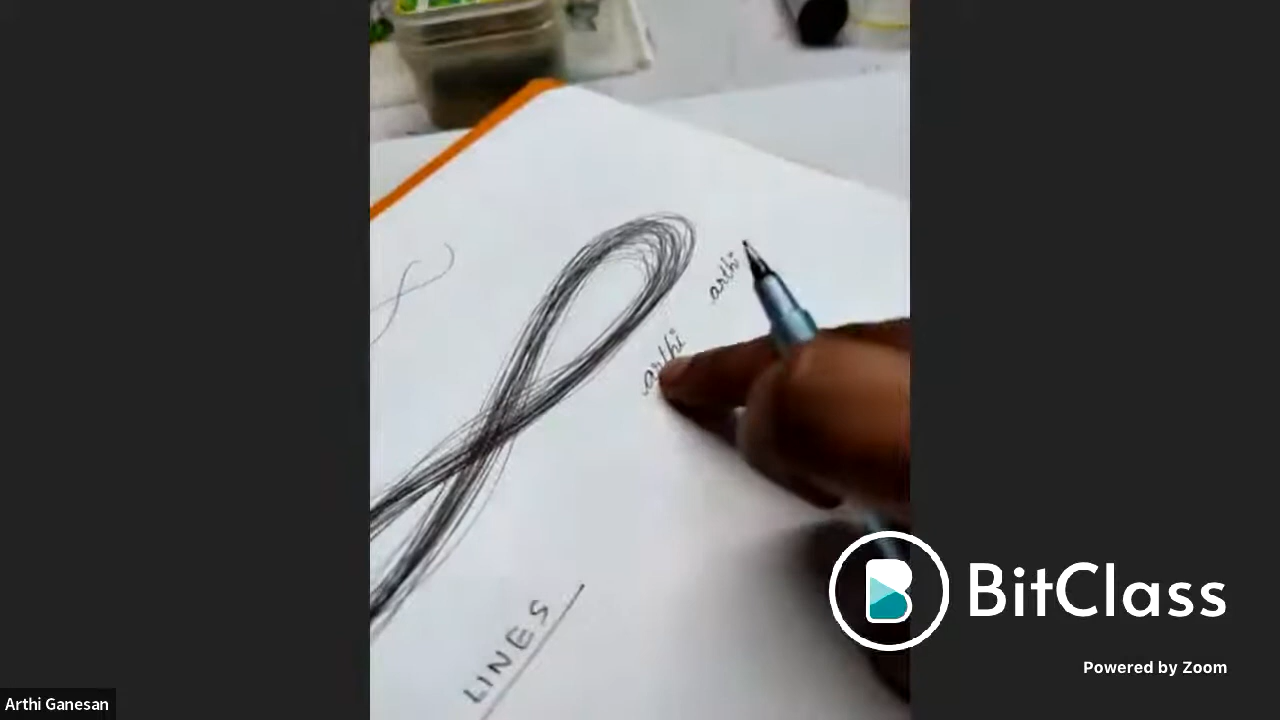 arthi
arthi
LINES
BitClass
Powered by Zoom
Arthi Ganesan